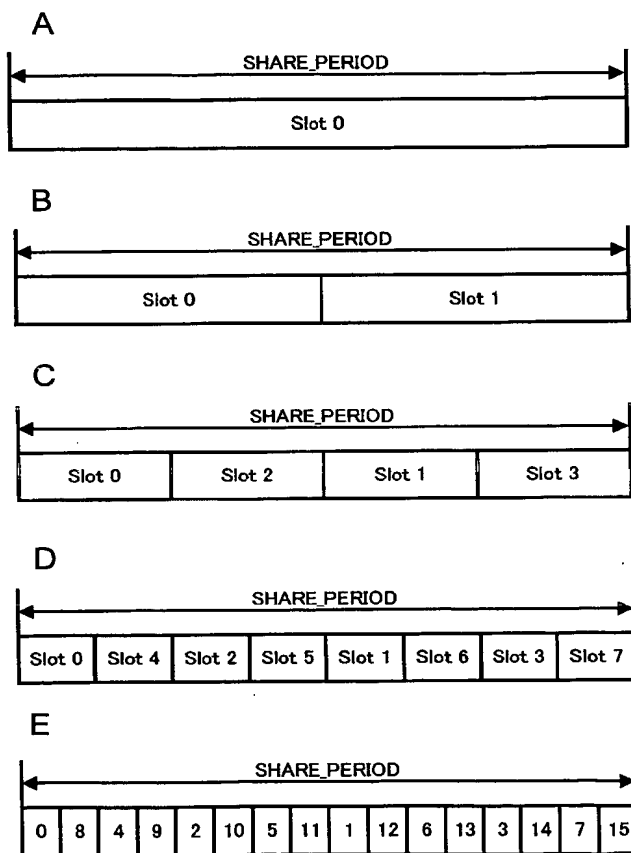 A
SHARE_PERIOD
Slot 0
B
SHARE_PERIOD
Slot 0 Slot 1
C
SHARE_PERIOD
Slot 0 Slot 2 Slot 1 Slot 3
D
SHARE_PERIOD
Slot 0 Slot 4 Slot 2 Slot 5 Slot 1 Slot 6 Slot 3 Slot 7
E
SHARE_PERIOD
0 8 4 9 2 10 5 11 1 12 6 13 3 14 7 15